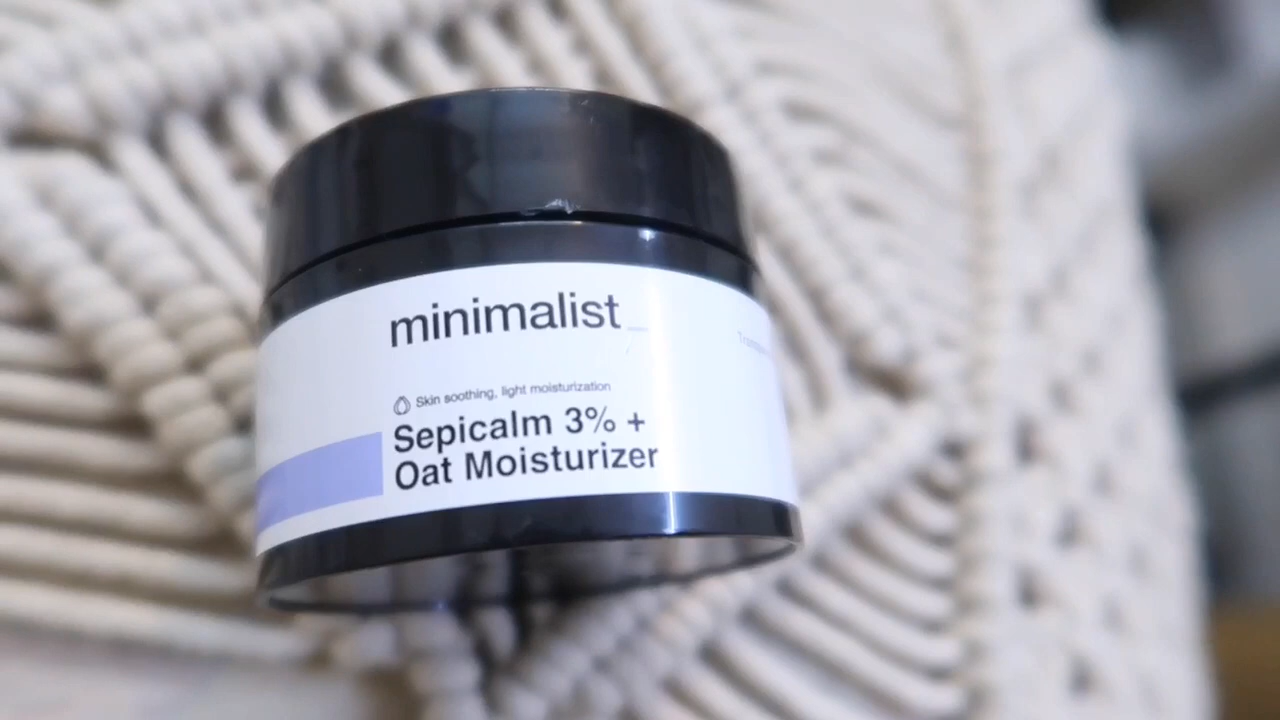 minimalist_
Skin soothing, light moisturization
Sepicalm 3% +
Oat Moisturizer